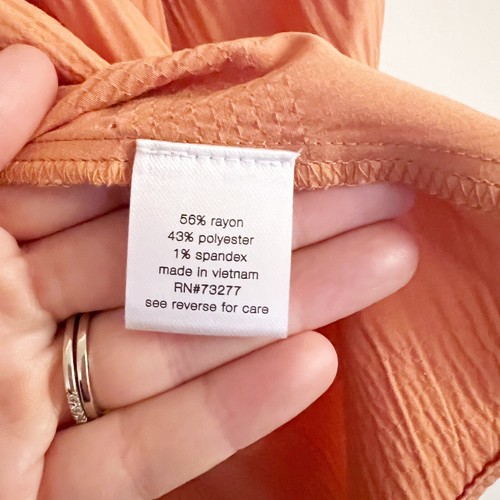 56% rayon
43% polyester
1% spandex
made in vietnam
RN#73277
see reverse for care